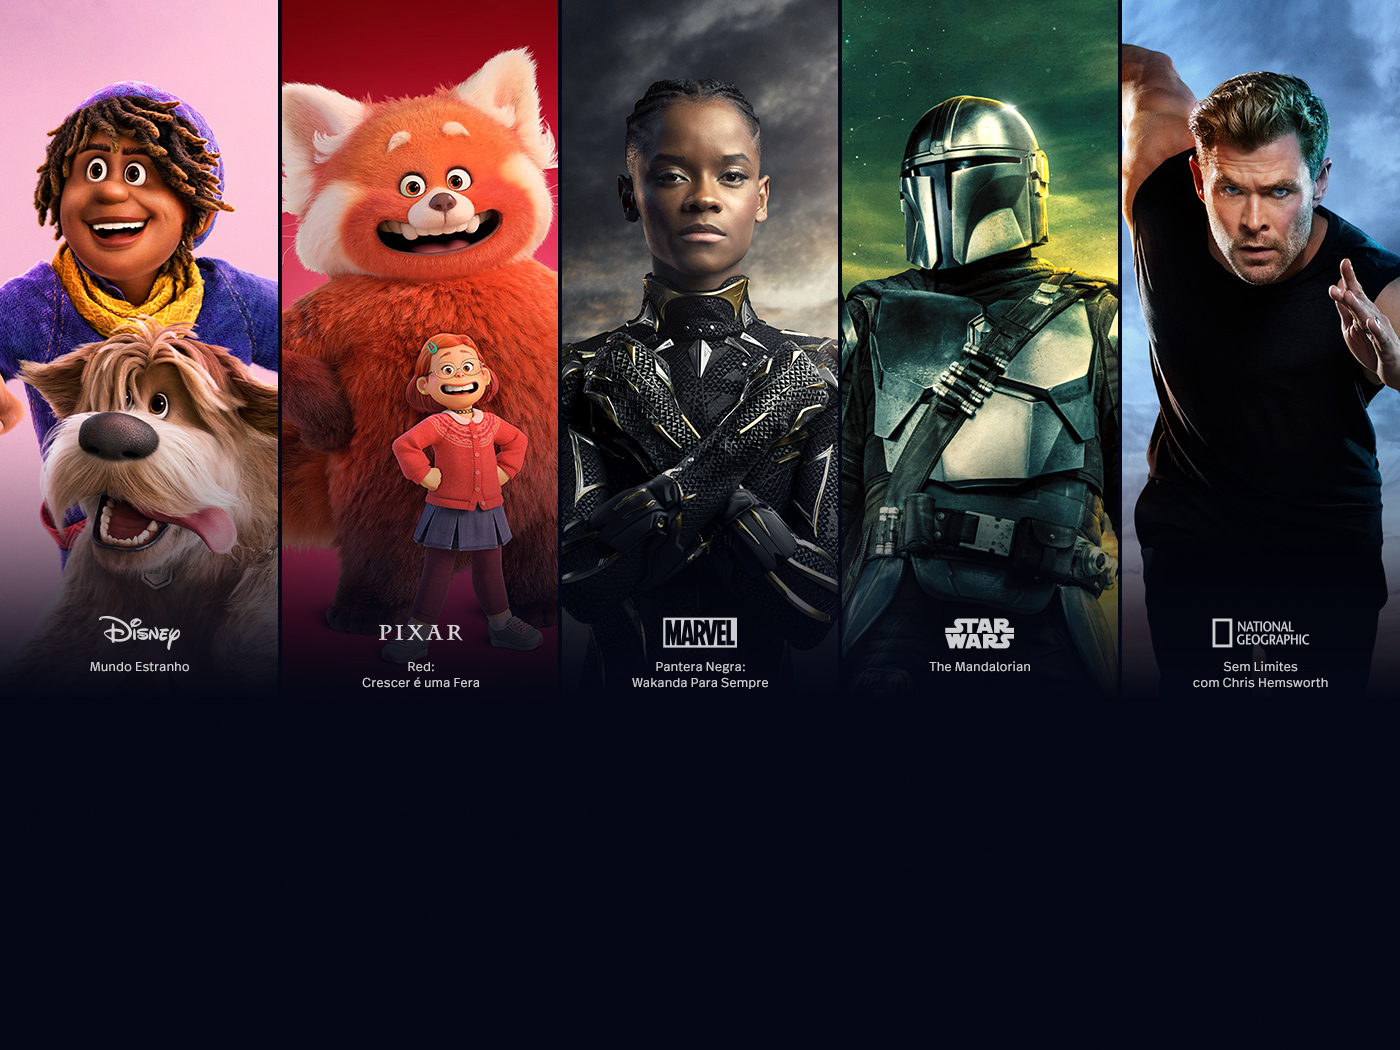 Disney
Mundo Estranho
PIXAR
Red:
Crescer é uma Fera
MARVEL
Pantera Negra:
Wakanda Para Sempre
STAR
WARS
The Mandalorian
NATIONAL
GEOGRAPHIC
Sem Limites
com Chris Hemsworth